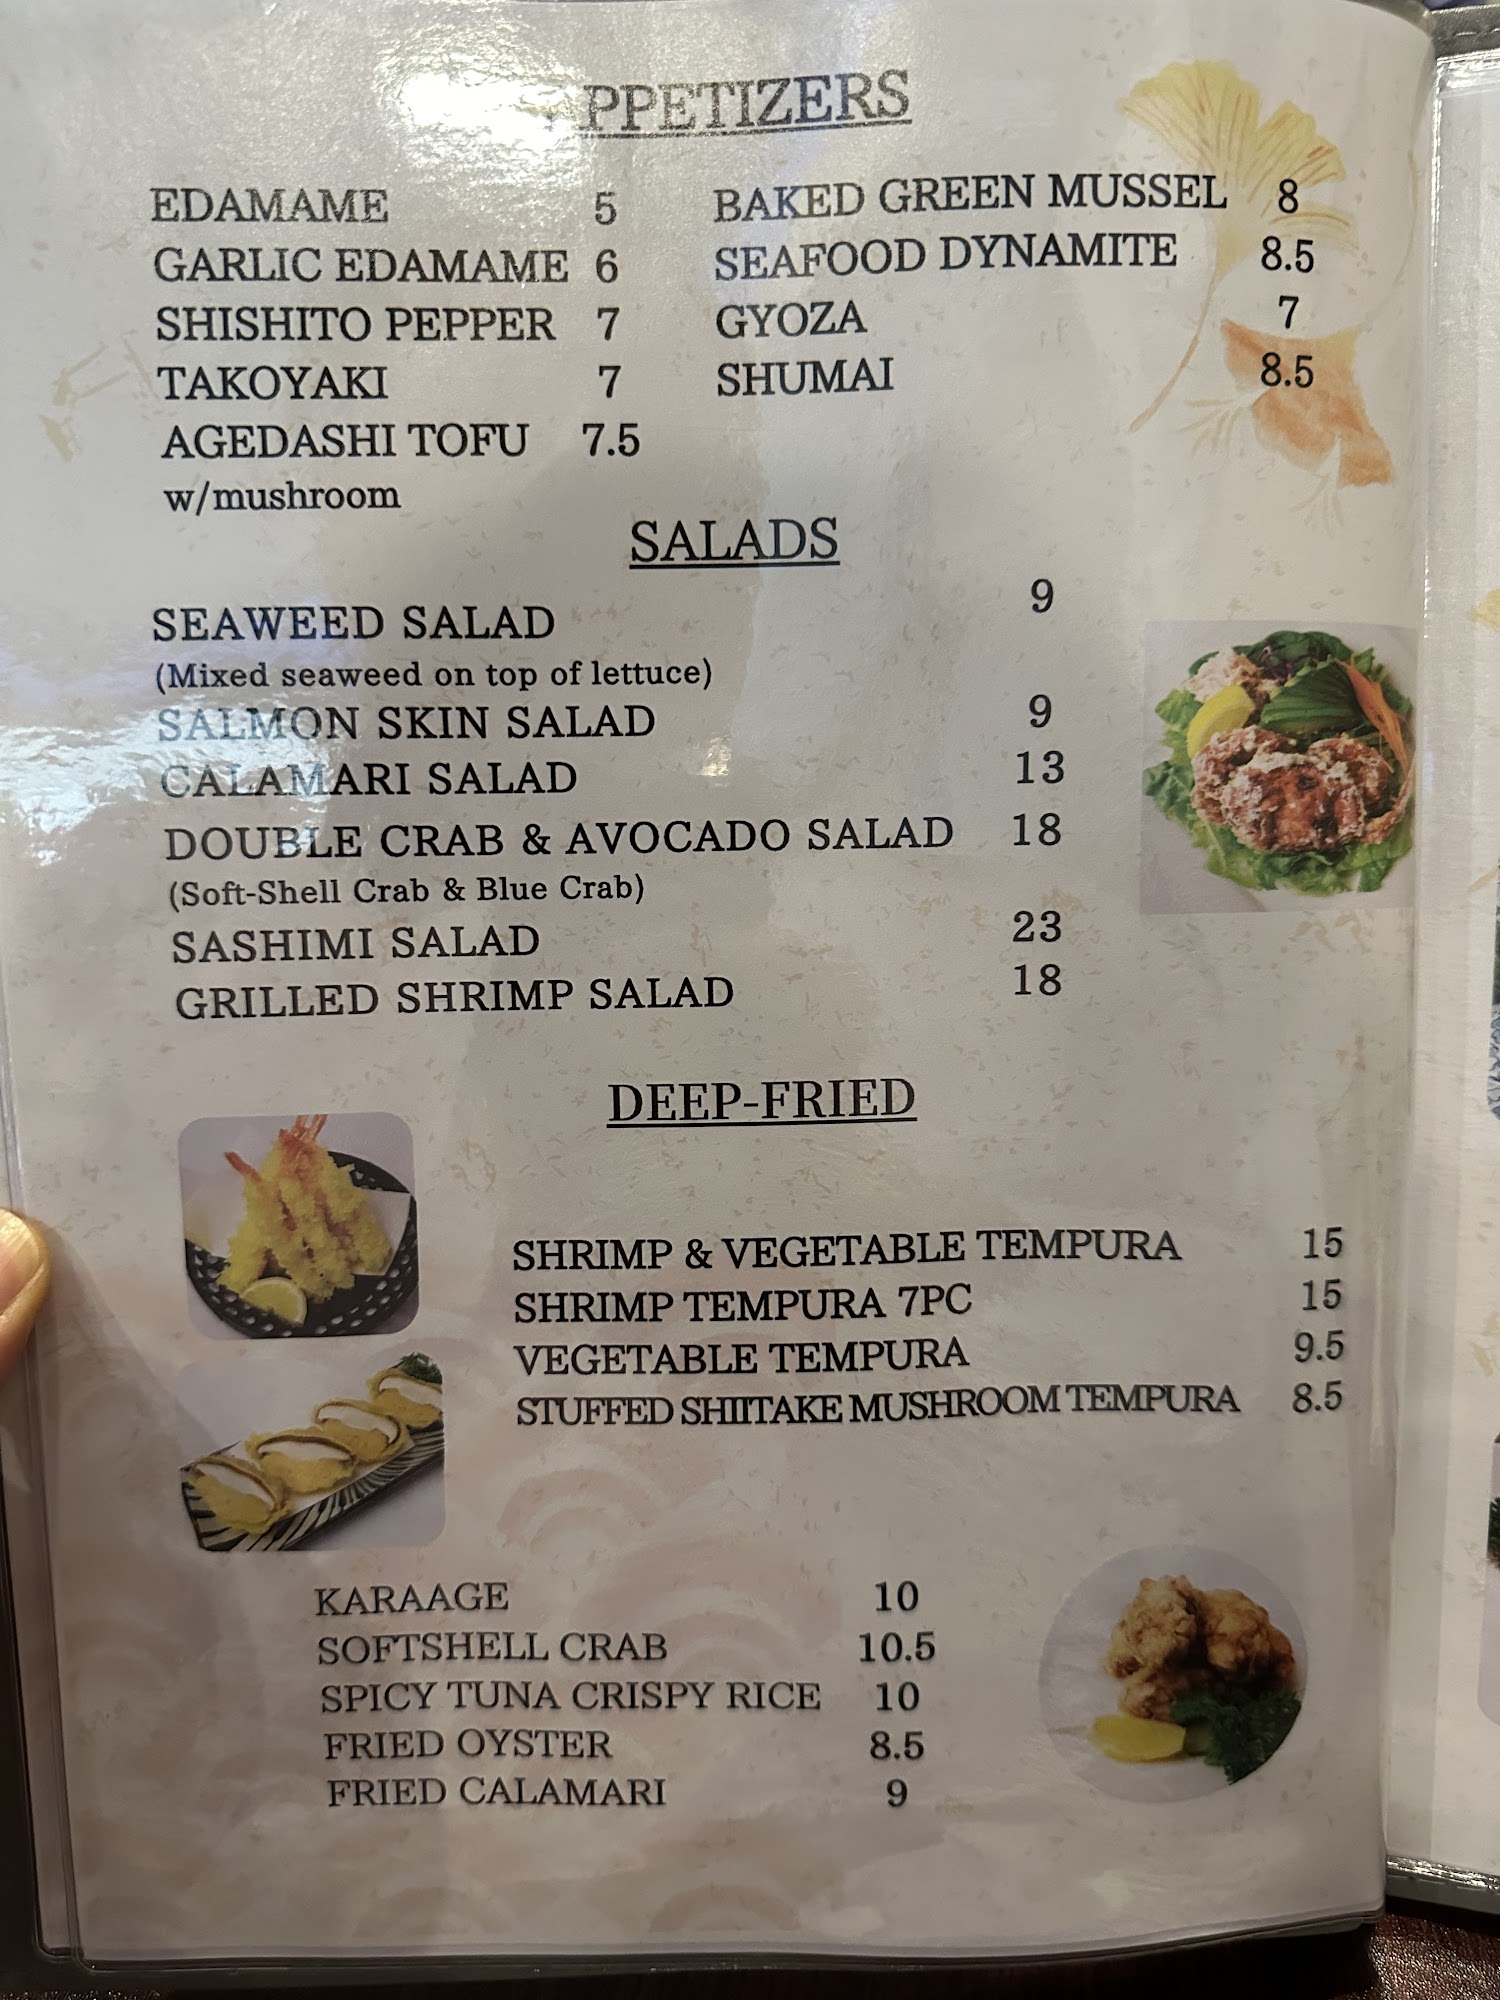 PPETIZERS
EDAMAME 5
GARLIC EDAMAME 6
SHISHITO PEPPER 7
TAKOYAKI 7
AGEDASHI TOFU 7.5
w/mushroom
BAKED GREEN MUSSEL 8
SEAFOOD DYNAMITE 8.5
GYOZA 7
SHUMAI 8.5
SALADS
SEAWEED SALAD 9
(Mixed seaweed on top of lettuce)
SALMON SKIN SALAD 9
CALAMARI SALAD 13
DOUBLE CRAB & AVOCADO SALAD 18
(Soft-Shell Crab & Blue Crab)
SASHIMI SALAD 23
GRILLED SHRIMP SALAD 18
DEEP-FRIED
SHRIMP & VEGETABLE TEMPURA 15
SHRIMP TEMPURA 7PC 15
VEGETABLE TEMPURA 9.5
STUFFED SHIITAKE MUSHROOM TEMPURA 8.5
KARAAGE 10
SOFTSHELL CRAB 10.5
SPICY TUNA CRISPY RICE 10
FRIED OYSTER 8.5
FRIED CALAMARI 9